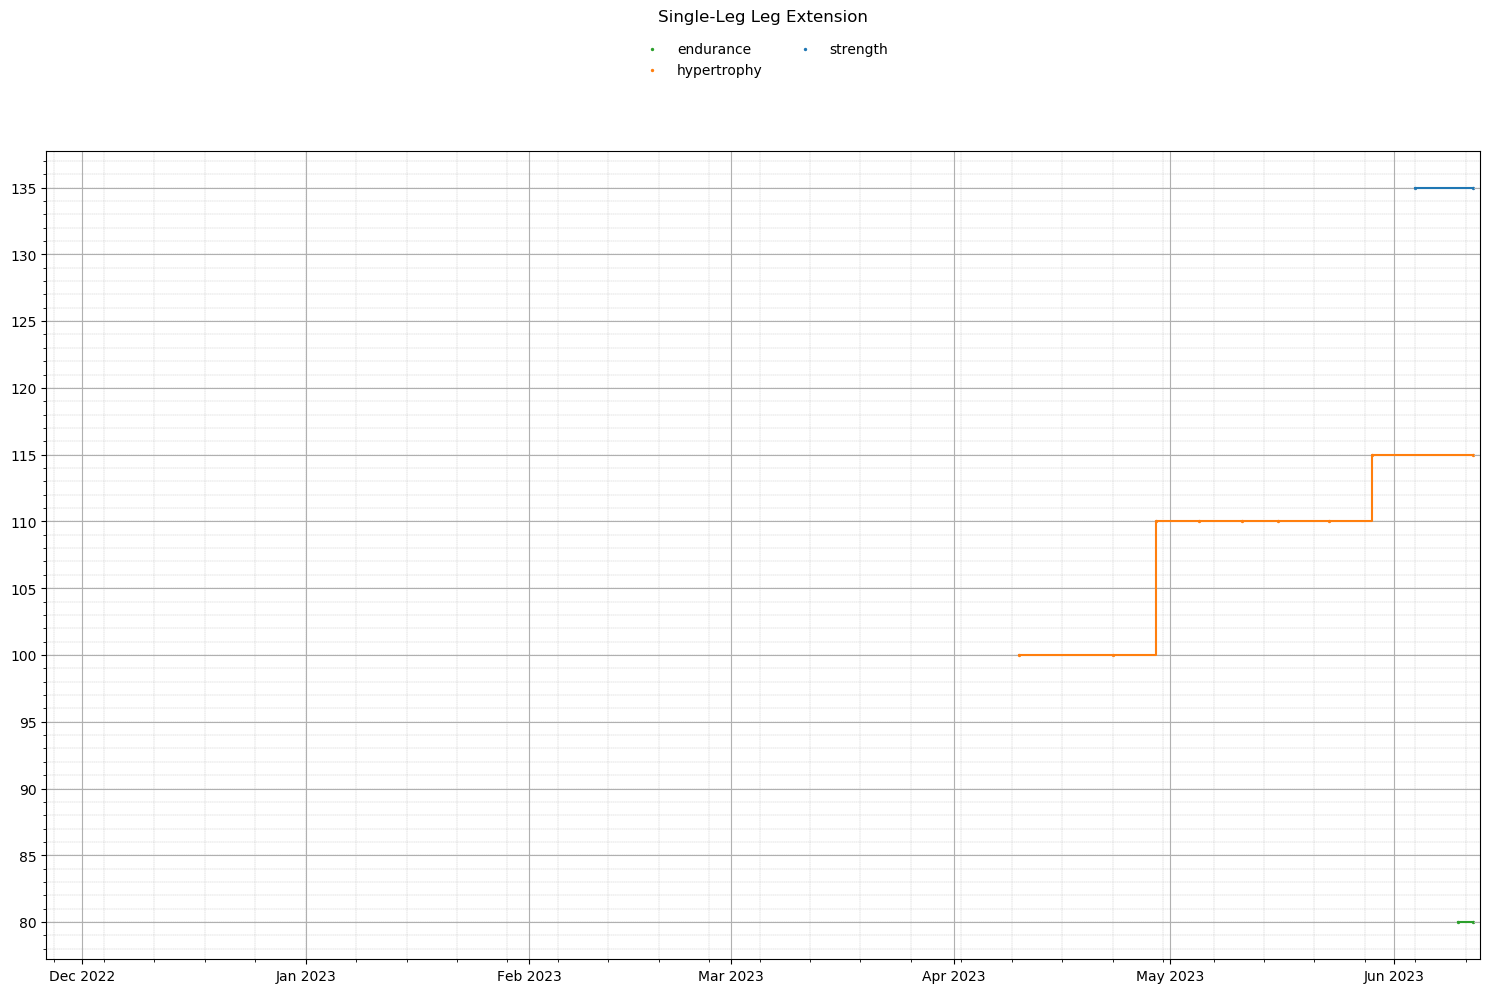 Single-Leg Leg Extension
endurance
hypertrophy
strength
135
130
125
120
115
110
105
100
95
90
85
80
Dec 2022
Jan 2023
Feb 2023
Mar 2023
Apr 2023
May 2023
Jun 2023